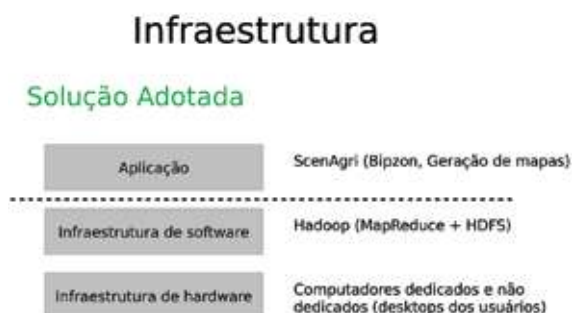 Infraestrutura
Solução Adotada
Aplicação
ScenAgri (Bipzon, Geração de mapas)
Infraestrutura de software
Hadoop (MapReduce + HDFS)
Infraestrutura de hardware
Computadores dedicados e não
dedicados (desktops dos usuários)